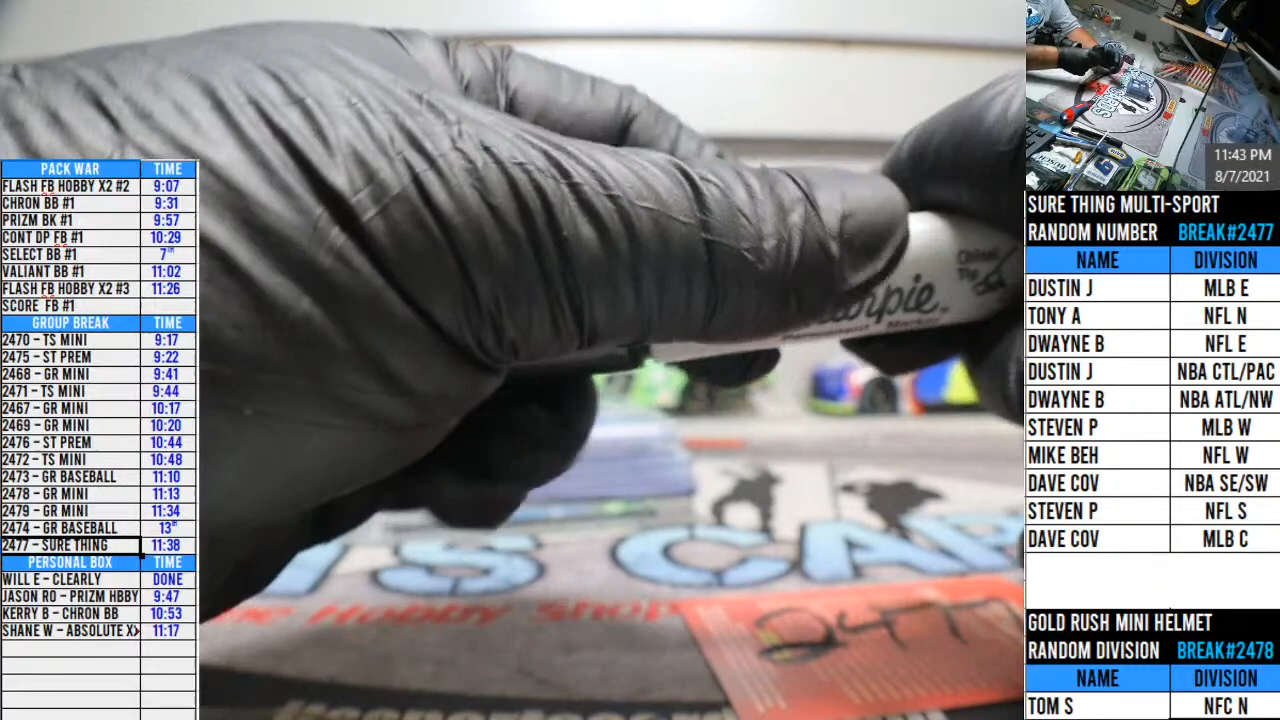 PACK WAR TIME
FLASH FB HOBBY X2 #2 9:07
CHRON BB #1 9:31
PRIZM BK #1 9:57
CONT DP FB #1 10:29
SELECT BB #1 7TH
VALIANT BB #1 11:02
FLASH FB HOBBY X2 #3 11:26
SCORE FB #1
GROUP BREAK TIME
2470 – TS MINI 9:17
2475 – ST PREM 9:22
2468 – GR MINI 9:41
2471 – TS MINI 9:44
2467 – GR MINI 10:17
2469 – GR MINI 10:20
2476 – ST PREM 10:44
2472 – TS MINI 10:48
2473 – GR BASEBALL 11:10
2478 – GR MINI 11:13
2479 – GR MINI 11:34
2474 – GR BASEBALL 13TH
2477 – SURE THING 11:38
PERSONAL BOX TIME
WILL E – CLEARLY DONE
JASON RO – PRIZM HBBY 9:47
KERRY B – CHRON BB 10:53
SHANE W – ABSOLUTE X 11:17
Chisel
Tip
arpie
2477
11:43 PM
8/7/2021
SURE THING MULTI-SPORT
RANDOM NUMBER BREAK#2477
NAME DIVISION
DUSTIN J MLB E
TONY A NFL N
DWAYNE B NFL E
DUSTIN J NBA CTL/PAC
DWAYNE B NBA ATL/NW
STEVEN P MLB W
MIKE BEH NFL W
DAVE COV NBA SE/SW
STEVEN P NFL S
DAVE COV MLB C
GOLD RUSH MINI HELMET
RANDOM DIVISION BREAK#2478
NAME DIVISION
TOM S NFC N